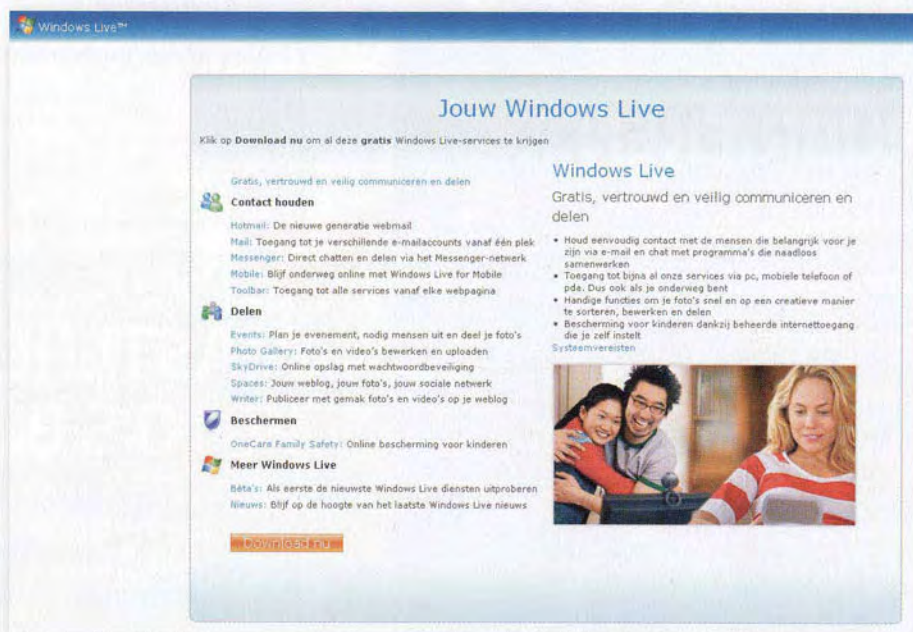 Windows Live™
Jouw Windows Live
Klik op Download nu om al deze gratis Windows Live-services te krijgen
Gratis, vertrouwd en veilig communiceren en delen
Contact houden
Hotmail: De nieuwe generatie webmail
Mail: Toegang tot je verschillende e-mailaccounts vanaf één plek
Messenger: Direct chatten en delen via het Messenger-netwerk
Mobile: Blijf onderweg online met Windows Live for Mobile
Toolbar: Toegang tot alle services vanaf elke webpagina
Delen
Events: Plan je evenement, nodig mensen uit en deel je foto's
Photo Gallery: Foto's en video's bewerken en uploaden
SkyDrive: Online opslag met wachtwoordbeveiliging
Spaces: Jouw weblog, jouw foto's, jouw sociale netwerk
Writer: Publiceer met gemak foto's en video's op je weblog
Beschermen
OneCare Family Safety: Online bescherming voor kinderen
Meer Windows Live
Bèta's: Als eerste de nieuwste Windows Live diensten uitproberen
Nieuws: Blijf op de hoogte van het laatste Windows Live nieuws
Download nu
Windows Live
Gratis, vertrouwd en veilig communiceren en
delen
• Houd eenvoudig contact met de mensen die belangrijk voor je
zijn via e-mail en chat met programma's die naadloos
samenwerken
• Toegang tot bijna al onze services via pc, mobiele telefoon of
pda. Dus ook als je onderweg bent
• Handige functies om je foto's snel en op een creatieve manier
te sorteren, bewerken en delen
• Bescherming voor kinderen dankzij beheerde internettoegang
die je zelf instelt
Systeemvereisten